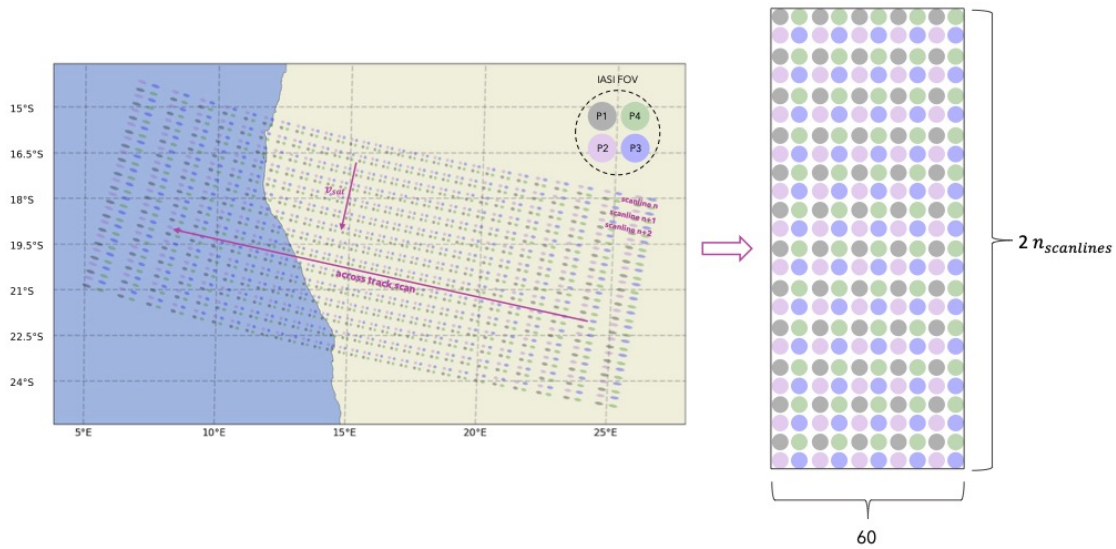 IASI FOV
P1 P4
P2 P3
15°S
16.5°S
18°S
19.5°S
21°S
22.5°S
24°S
5°E 10°E 15°E 20°E 25°E
v_sat
scanline n
scanline n+1
scanline n+2
across track scan
2 n_scanlines
60